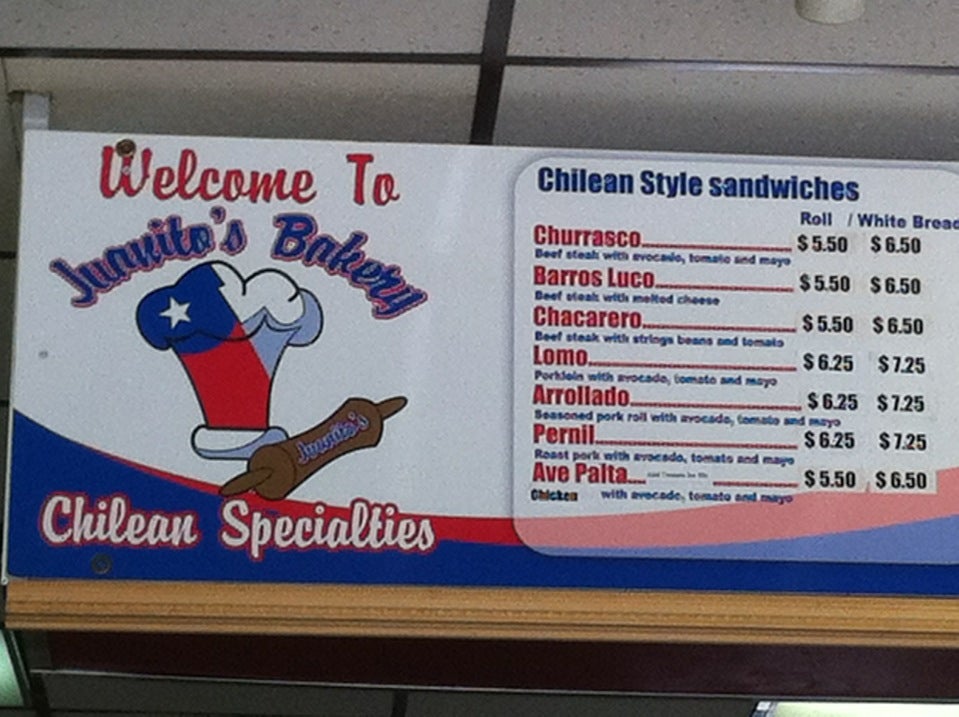 Welcome To
Juanito's Bakery
Juanito's
Chilean Specialties
Chilean Style sandwiches
Roll / White Bread
Churrasco $5.50 $6.50
Beef steak with avocado, tomato and mayo
Barros Luco $5.50 $6.50
Beef steak with melted cheese
Chacarero $5.50 $6.50
Beef steak with strings beans and tomato
Lomo $6.25 $7.25
Porkloin with avocado, tomato and mayo
Arrollado $6.25 $7.25
Seasoned pork roll with avocado, tomato and mayo
Pernil $6.25 $7.25
Roast pork with avocado, tomato and mayo
Ave Palta $5.50 $6.50
Chicken with avocado, tomato and mayo